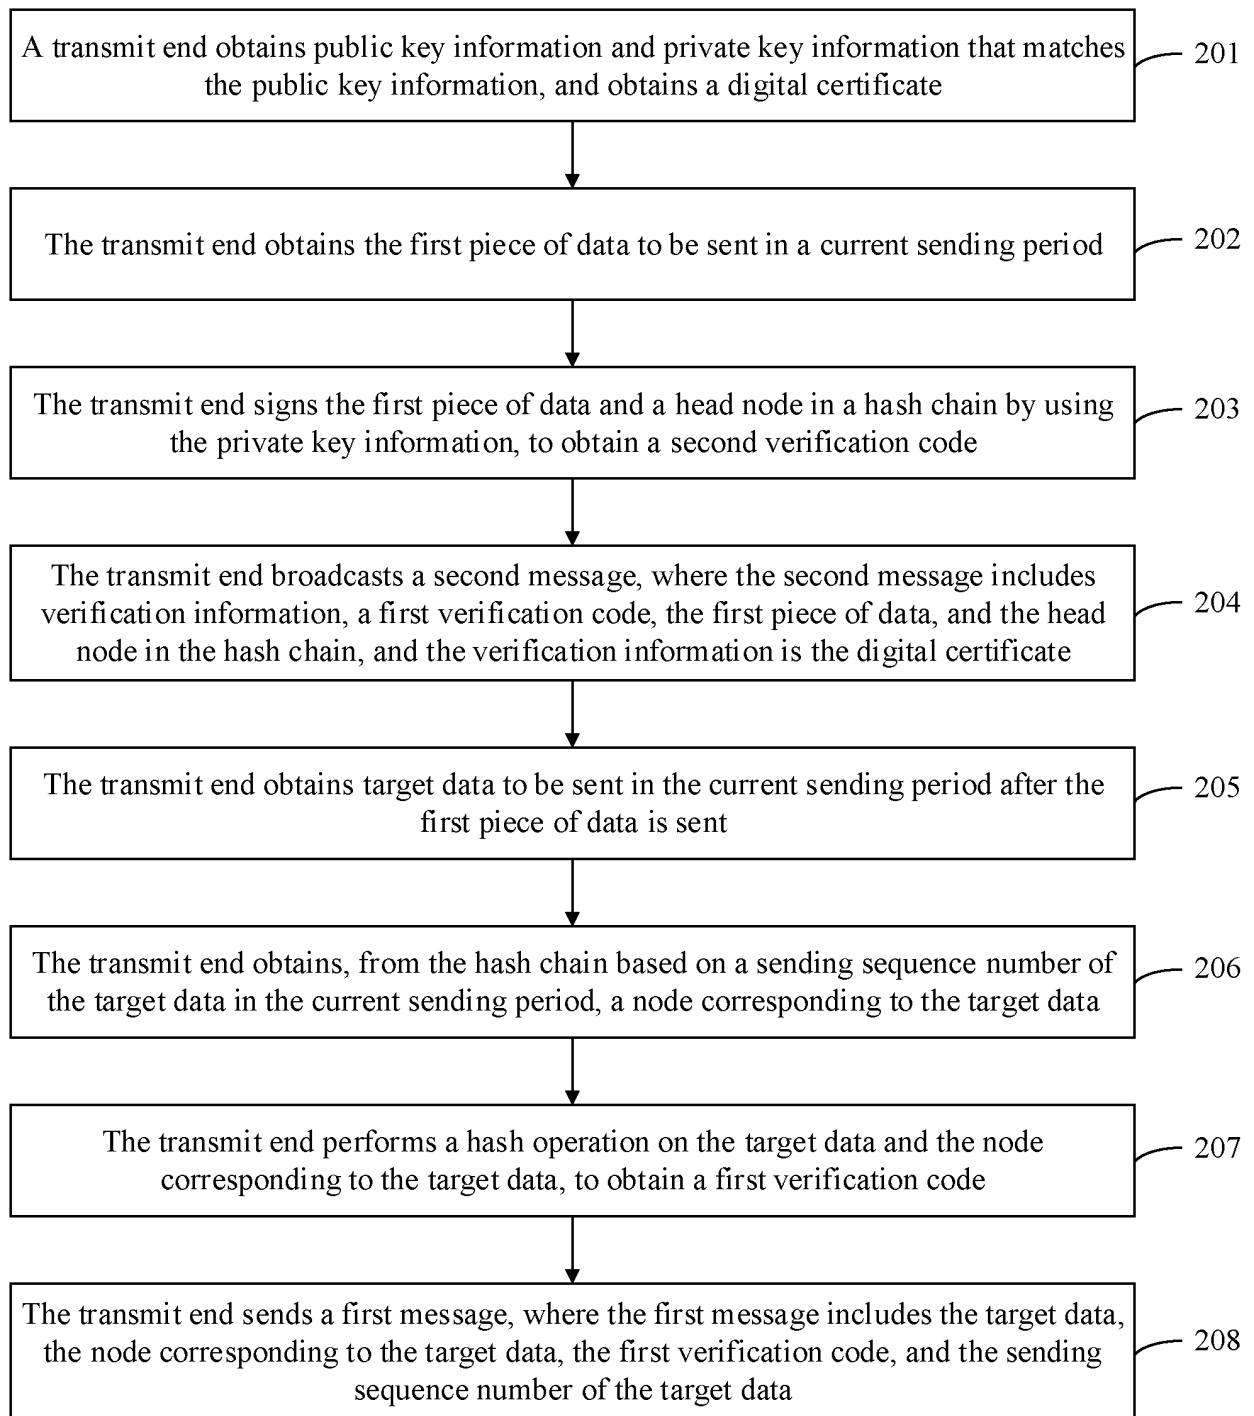 A transmit end obtains public key information and private key information that matches
the public key information, and obtains a digital certificate
201
The transmit end obtains the first piece of data to be sent in a current sending period
202
The transmit end signs the first piece of data and a head node in a hash chain by using
the private key information, to obtain a second verification code
203
The transmit end broadcasts a second message, where the second message includes
verification information, a first verification code, the first piece of data, and the head
node in the hash chain, and the verification information is the digital certificate
204
The transmit end obtains target data to be sent in the current sending period after the
first piece of data is sent
205
The transmit end obtains, from the hash chain based on a sending sequence number of
the target data in the current sending period, a node corresponding to the target data
206
The transmit end performs a hash operation on the target data and the node
corresponding to the target data, to obtain a first verification code
207
The transmit end sends a first message, where the first message includes the target data,
the node corresponding to the target data, the first verification code, and the sending
sequence number of the target data
208